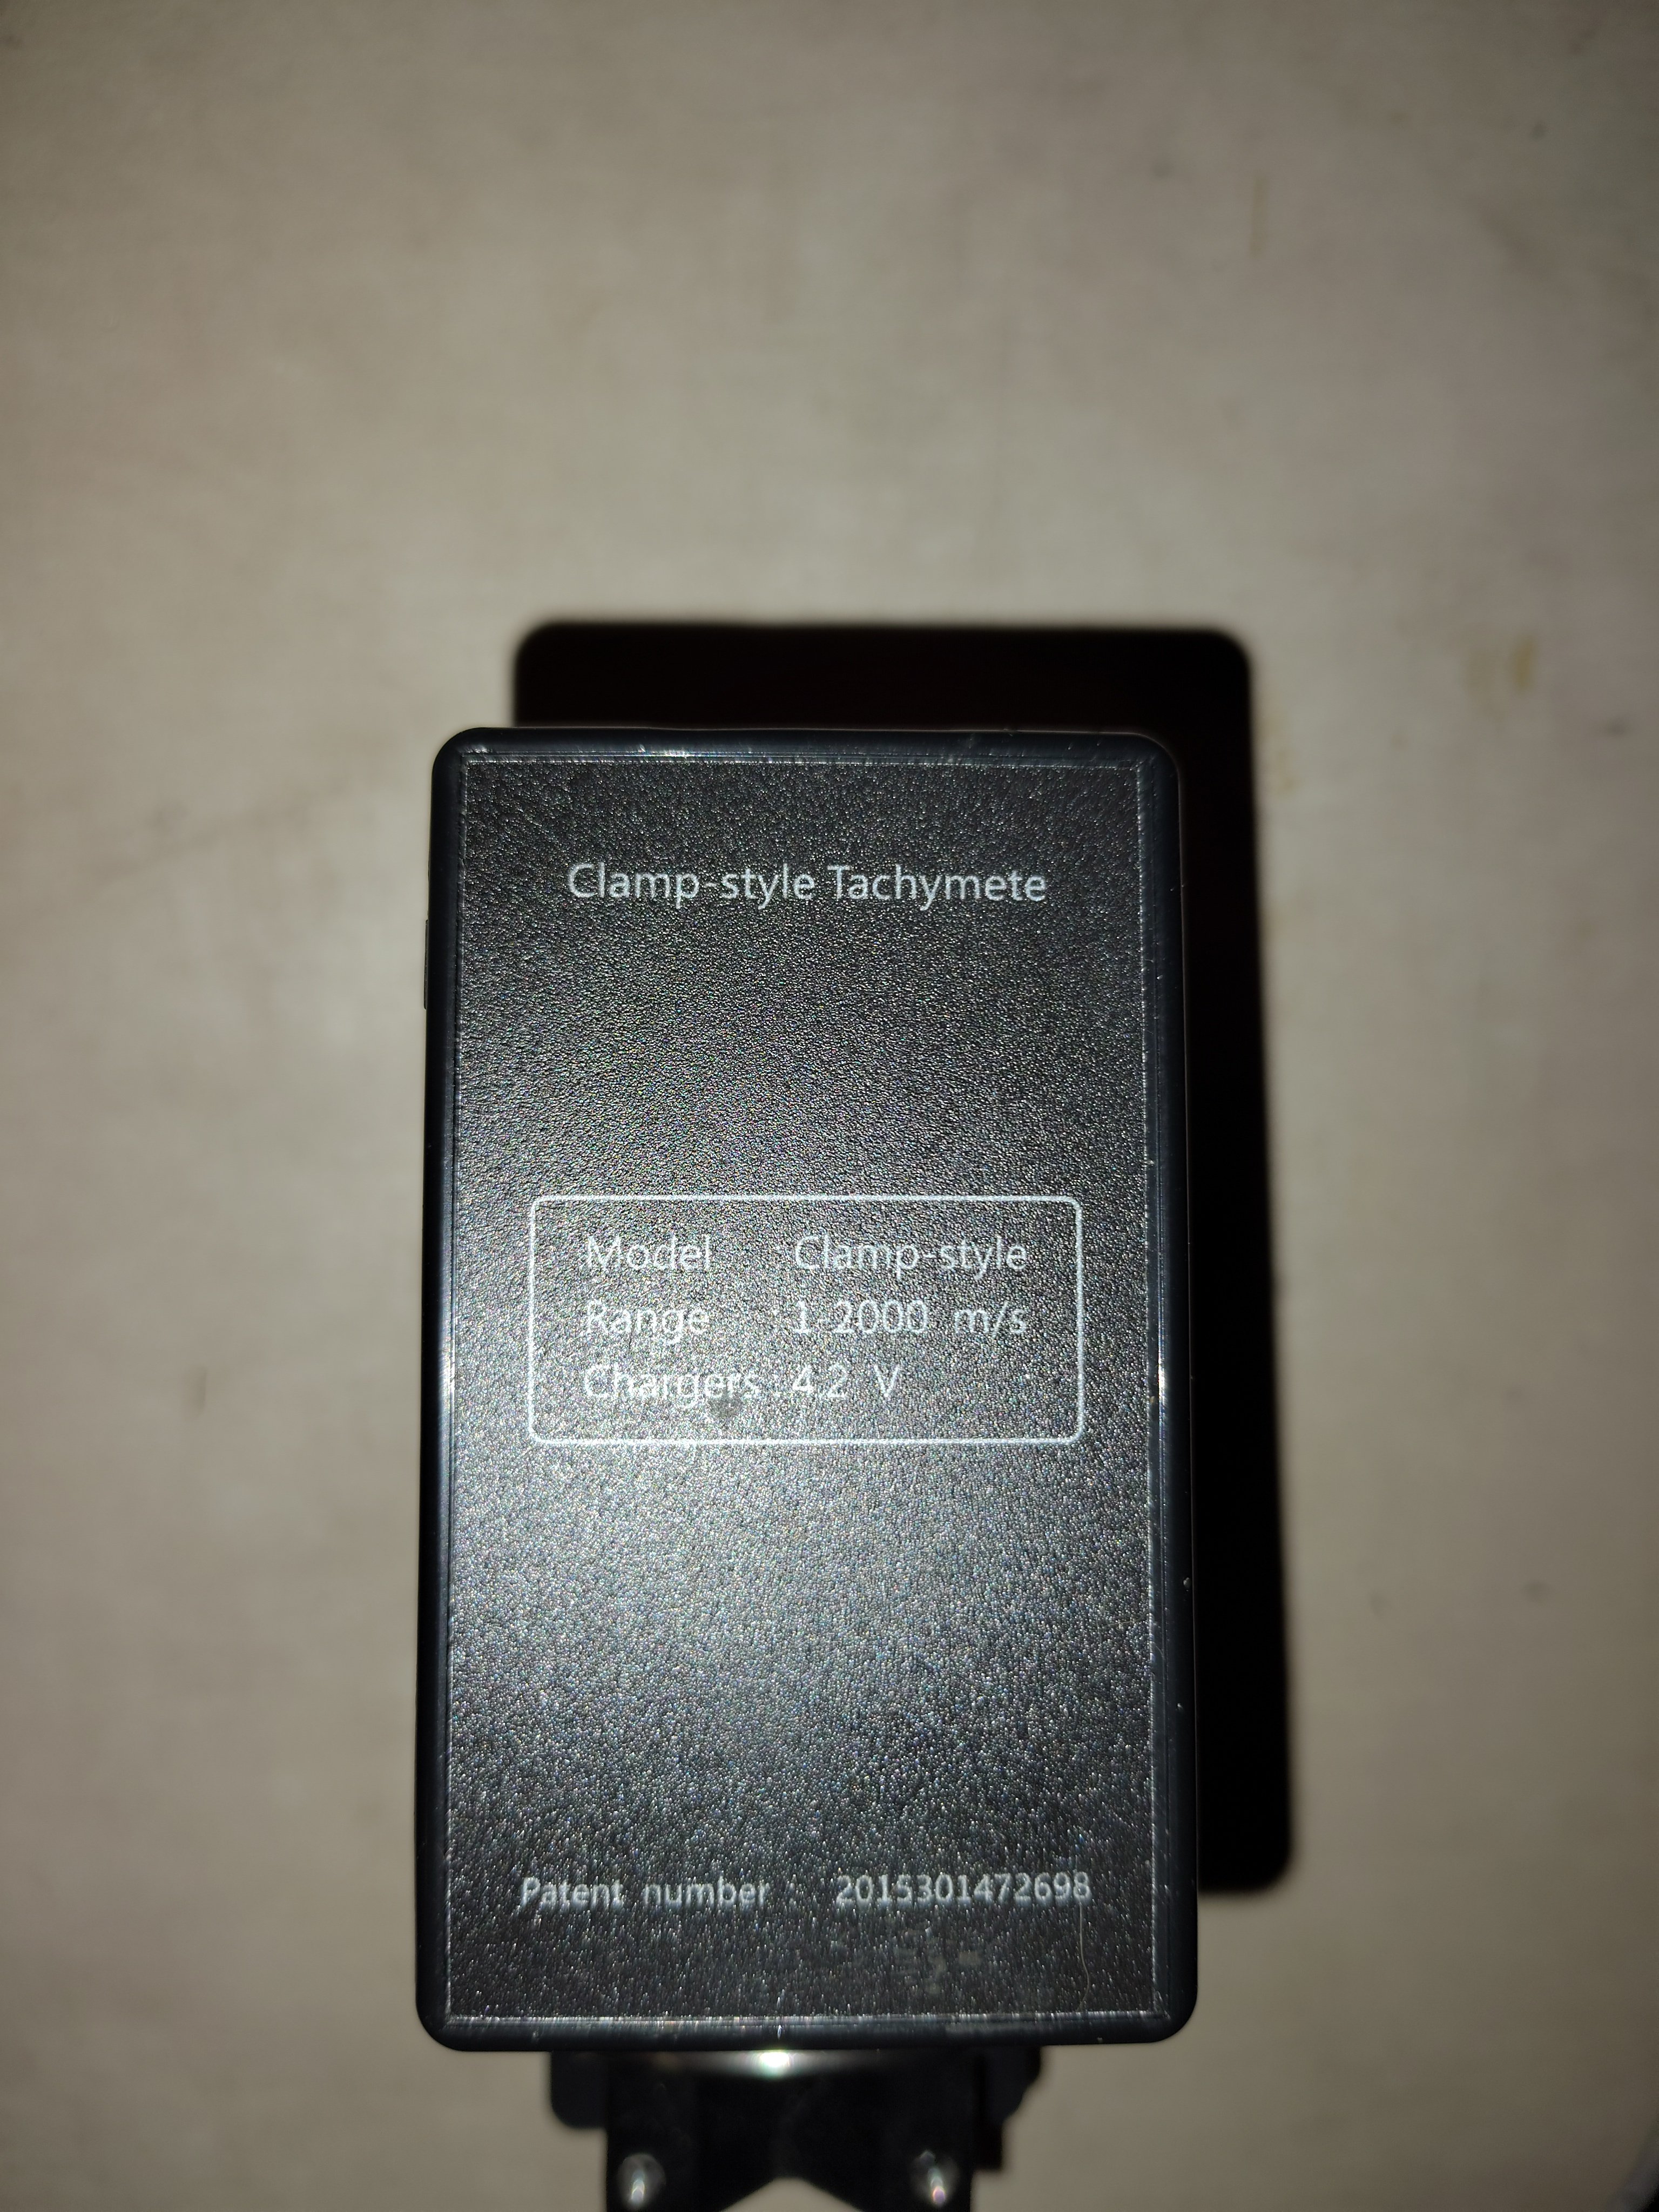 Clamp-style Tachymete
Model : Clamp-style
Range : 1-2000 m/s
Chargers : 4.2 V
Patent number : 2015301472698